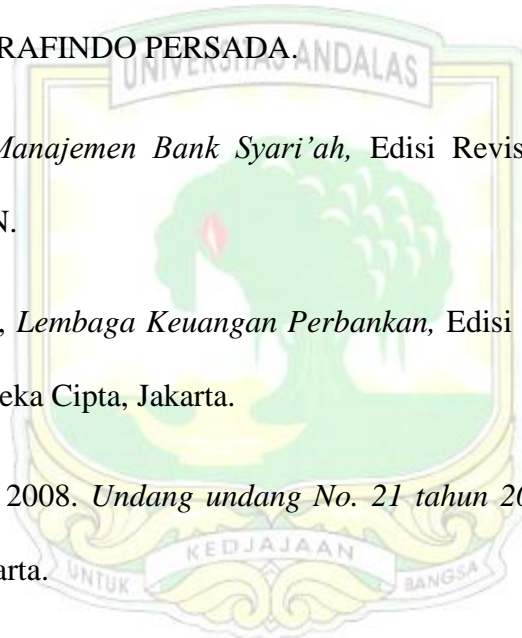 RAFINDO PERSADA.
UNIVERSITAS ANDALAS
Manajemen Bank Syari’ah, Edisi Revis
N.
, Lembaga Keuangan Perbankan, Edisi
eka Cipta, Jakarta.
2008. Undang undang No. 21 tahun 20
arta.
KEDJAJAAN
UNTUK BANGSA